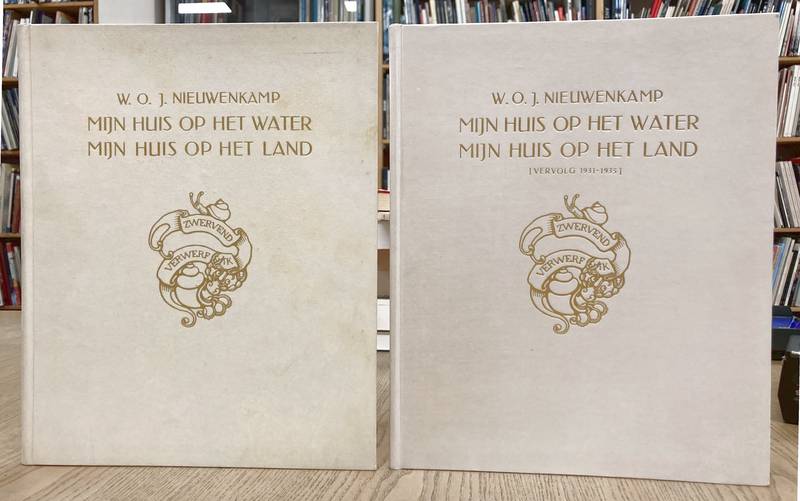 W. O. J. NIEUWENKAMP
MIJN HUIS OP HET WATER
MIJN HUIS OP HET LAND
ZWERVEND
VERWERF IK
W. O. J. NIEUWENKAMP
MIJN HUIS OP HET WATER
MIJN HUIS OP HET LAND
[VERVOLG 1931-1935]
ZWERVEND
VERWERF IK